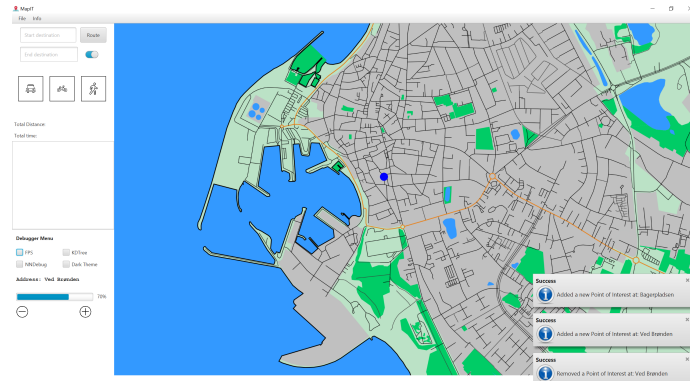 MapIT
File Info
Start destination Route
End destination
Total Distance:
Total time:
Debugger Menu
FPS KDTree
NNDebug Dark Theme
Address: Ved Brønden
70%
Success
Added a new Point of Interest at: Bagerpladsen
Success
Added a new Point of Interest at: Ved Brønden
Success
Removed a Point of Interest at: Ved Brønden